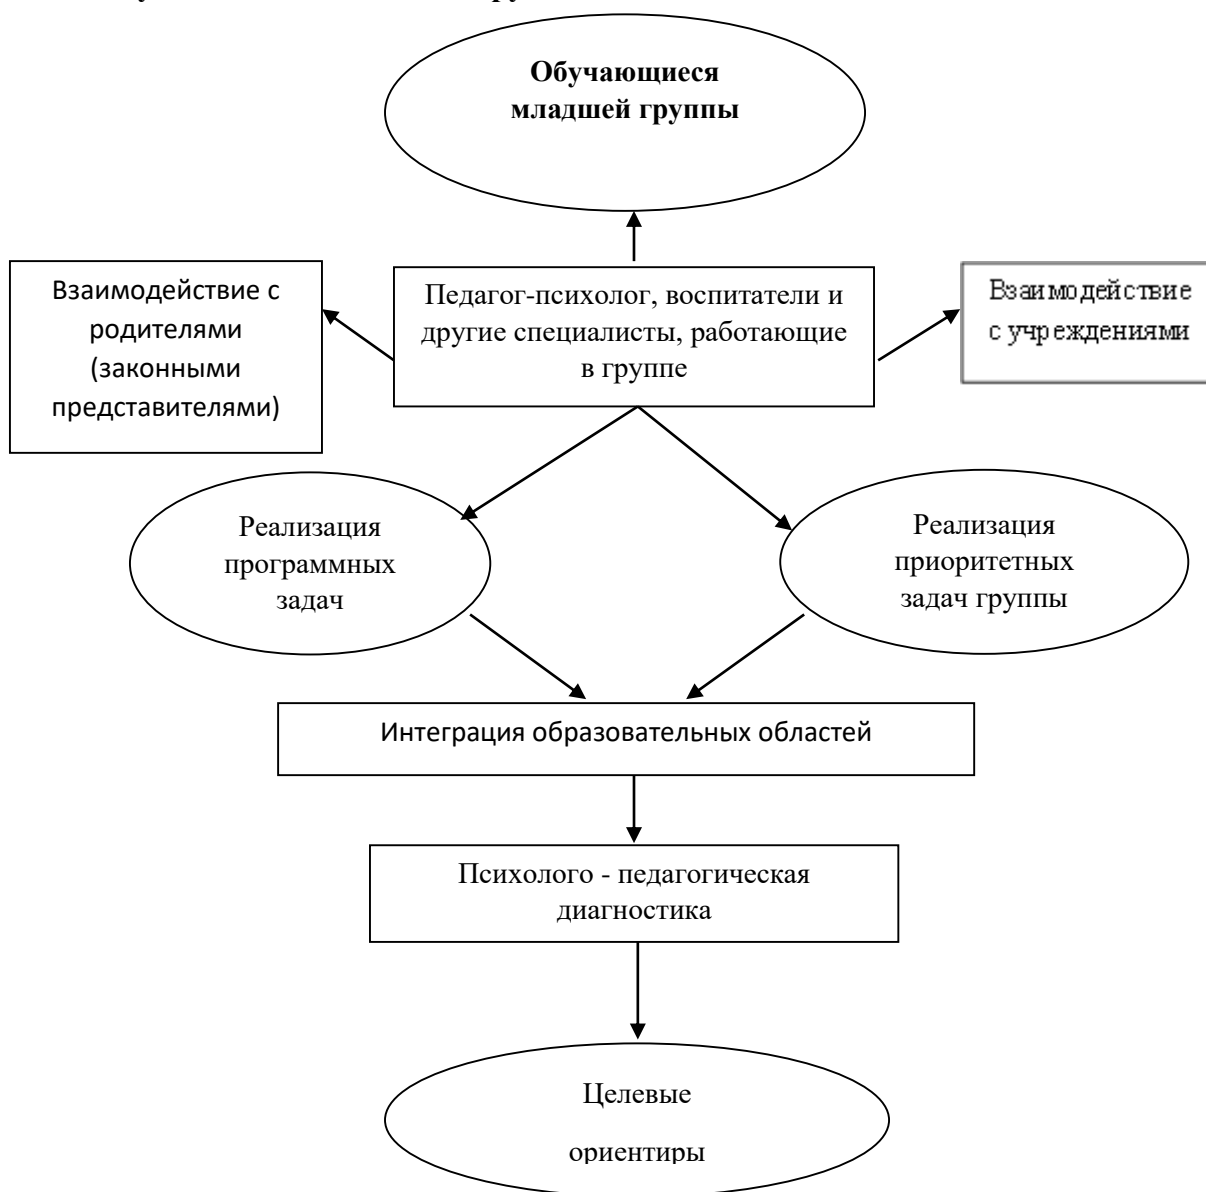 Обучающиеся
младшей группы
Взаимодействие с
родителями
(законными
представителями)
Педагог-психолог, воспитатели и
другие специалисты, работающие
в группе
Взаимодействие
с учреждениями
Реализация
программных
задач
Реализация
приоритетных
задач группы
Интеграция образовательных областей
Психолого - педагогическая
диагностика
Целевые
ориентиры